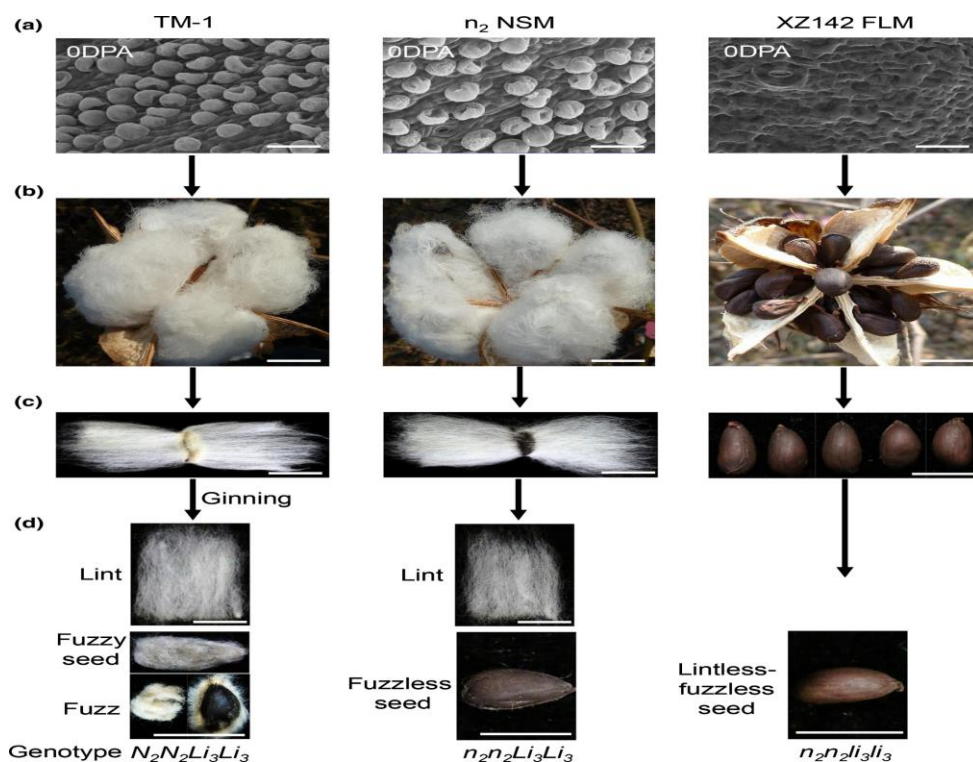 (a) TM-1 n₂ NSM XZ142 FLM
0DPA 0DPA 0DPA
(b)
(c)
Ginning
(d)
Lint Lint
Fuzzy
seed
Fuzzless
seed
Lintless-
fuzzless
seed
Fuzz
Genotype N₂N₂Li₃Li₃ n₂n₂Li₃Li₃ n₂n₂li₃li₃